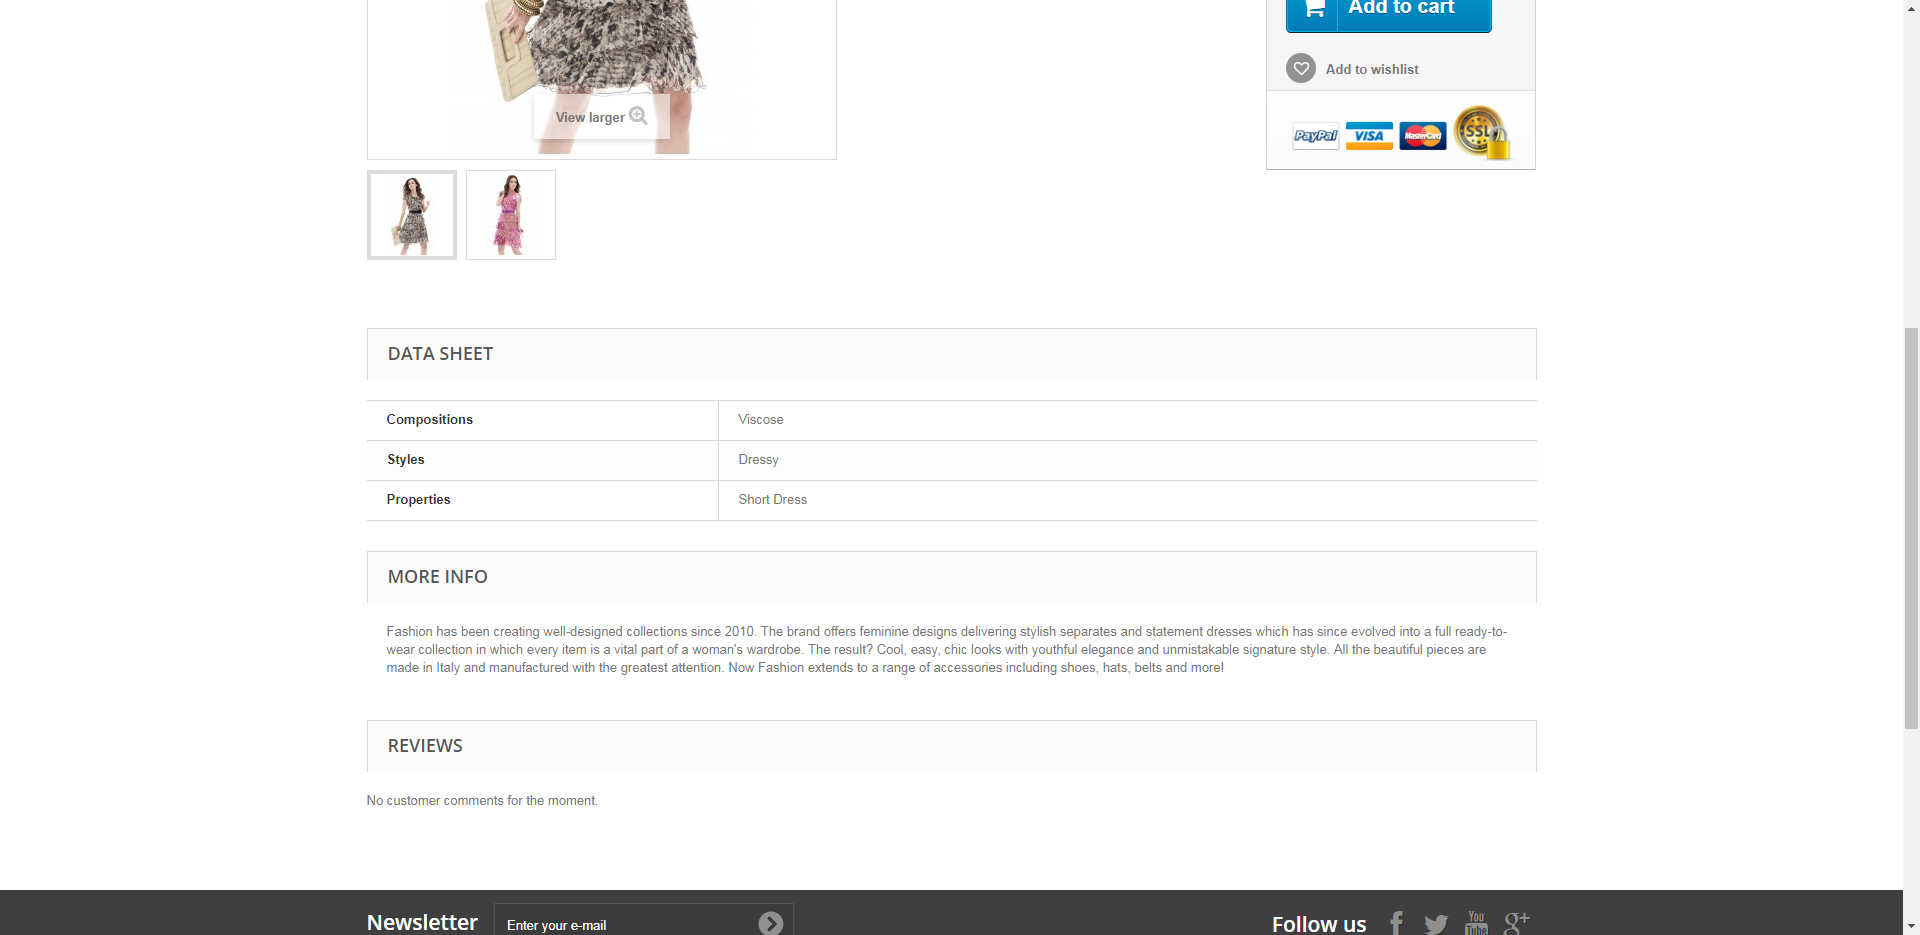 Add to cart
View larger
Add to wishlist
PayPal VISA MasterCard SSL
DATA SHEET
Compositions Viscose
Styles Dressy
Properties Short Dress
MORE INFO
Fashion has been creating well-designed collections since 2010. The brand offers feminine designs delivering stylish separates and statement dresses which has since evolved into a full ready-to-
wear collection in which every item is a vital part of a woman's wardrobe. The result? Cool, easy, chic looks with youthful elegance and unmistakable signature style. All the beautiful pieces are
made in Italy and manufactured with the greatest attention. Now Fashion extends to a range of accessories including shoes, hats, belts and more!
REVIEWS
No customer comments for the moment.
Newsletter Enter your e-mail Follow us You Tube g+